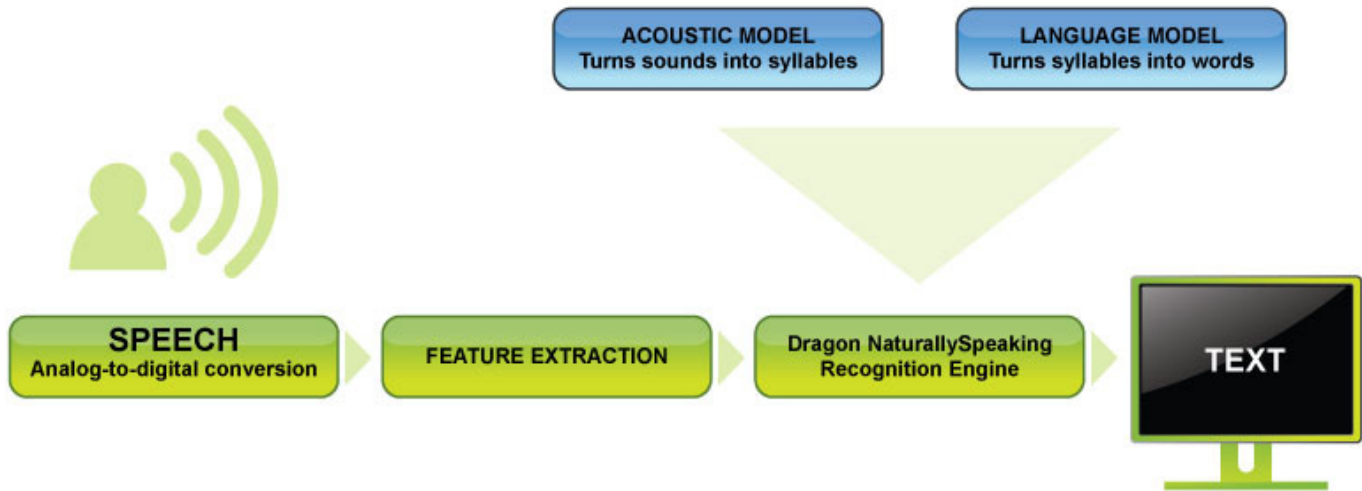 ACOUSTIC MODEL
Turns sounds into syllables
LANGUAGE MODEL
Turns syllables into words
SPEECH
Analog-to-digital conversion
FEATURE EXTRACTION
Dragon NaturallySpeaking
Recognition Engine
TEXT